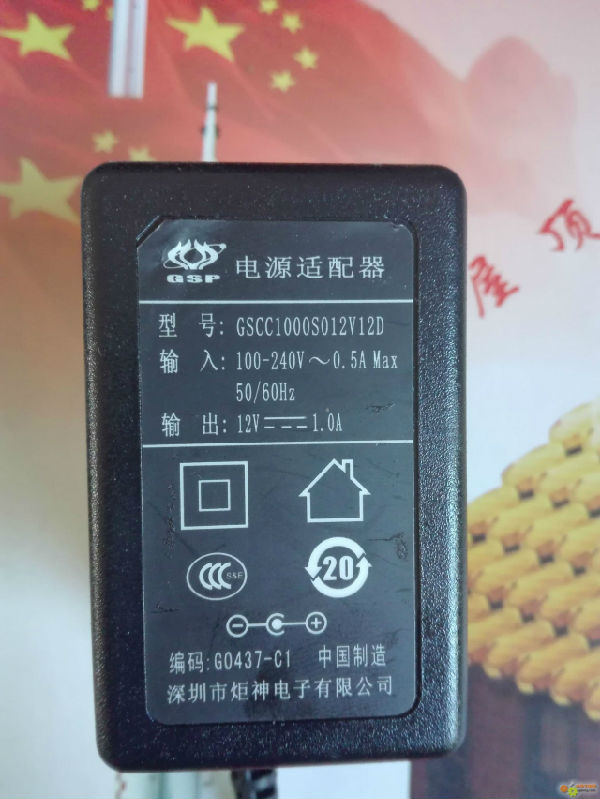 屋顶
GSP 电源适配器
型 号: GSCC1000S012V12D
输 入: 100-240V～0.5A Max
50/60Hz
输 出: 12V⎓1.0A
S&E
20
编码:G0437-C1 中国制造
深圳市炬神电子有限公司